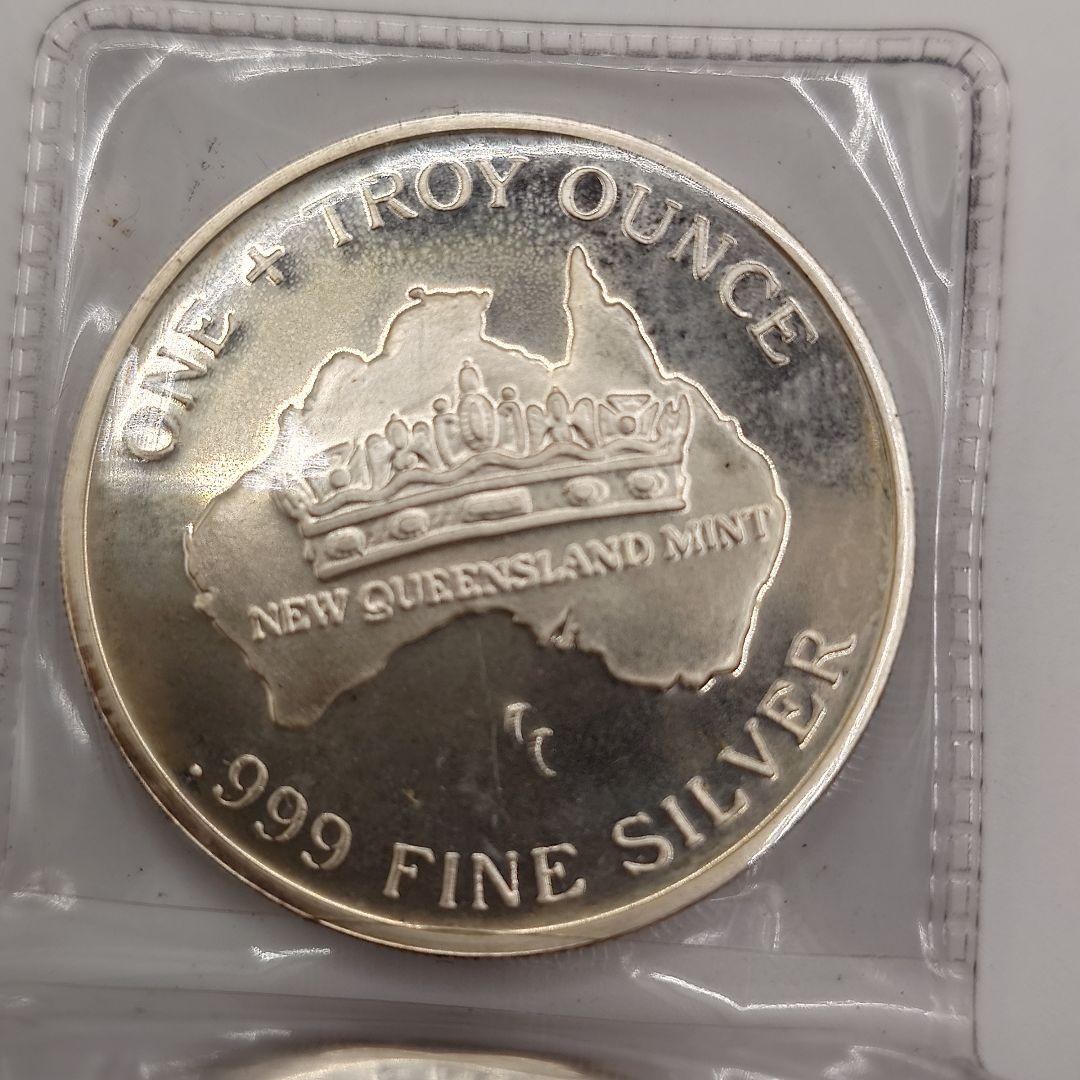 ONE + TROY OUNCE
NEW QUEENSLAND MINT
.999 FINE SILVER